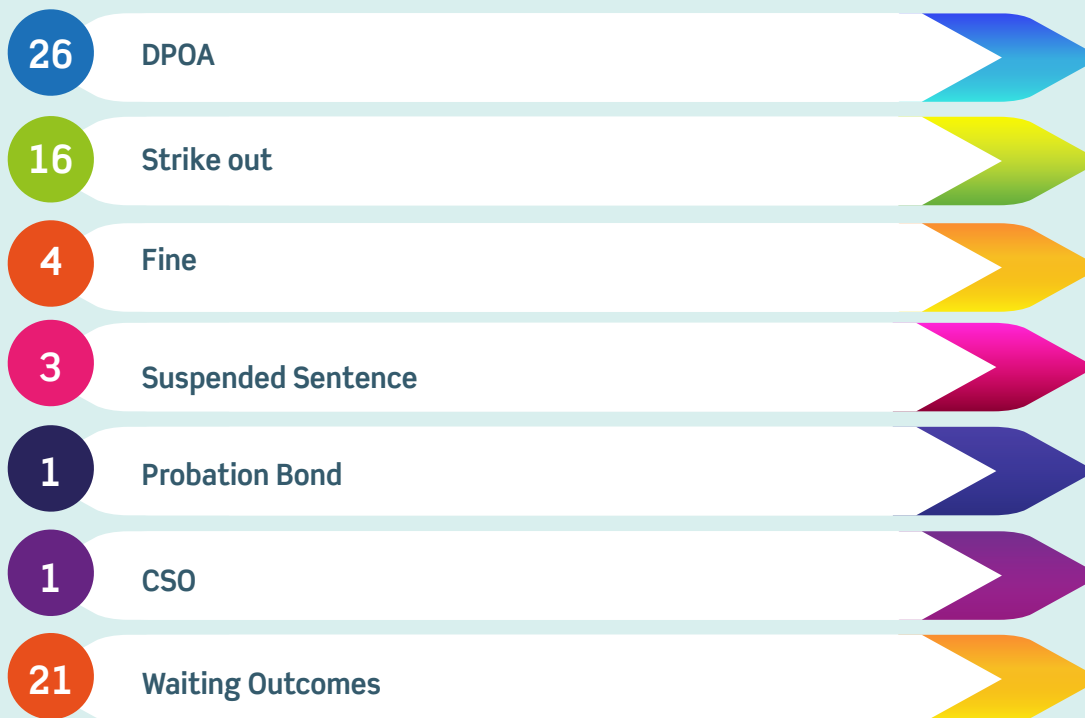 26 DPOA
16 Strike out
4 Fine
3 Suspended Sentence
1 Probation Bond
1 CSO
21 Waiting Outcomes